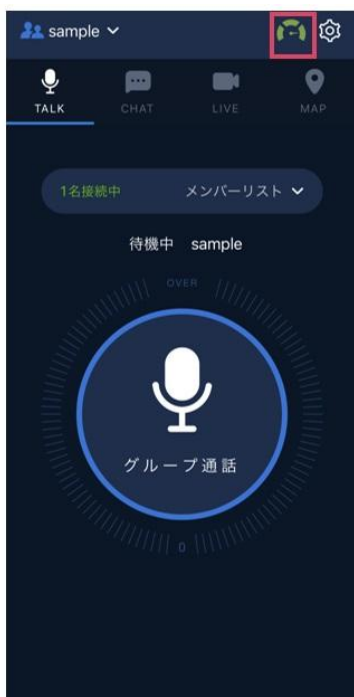 sample
TALK
CHAT
LIVE
MAP
1名接続中 メンバーリスト
待機中 sample
OVER
グループ通話
0